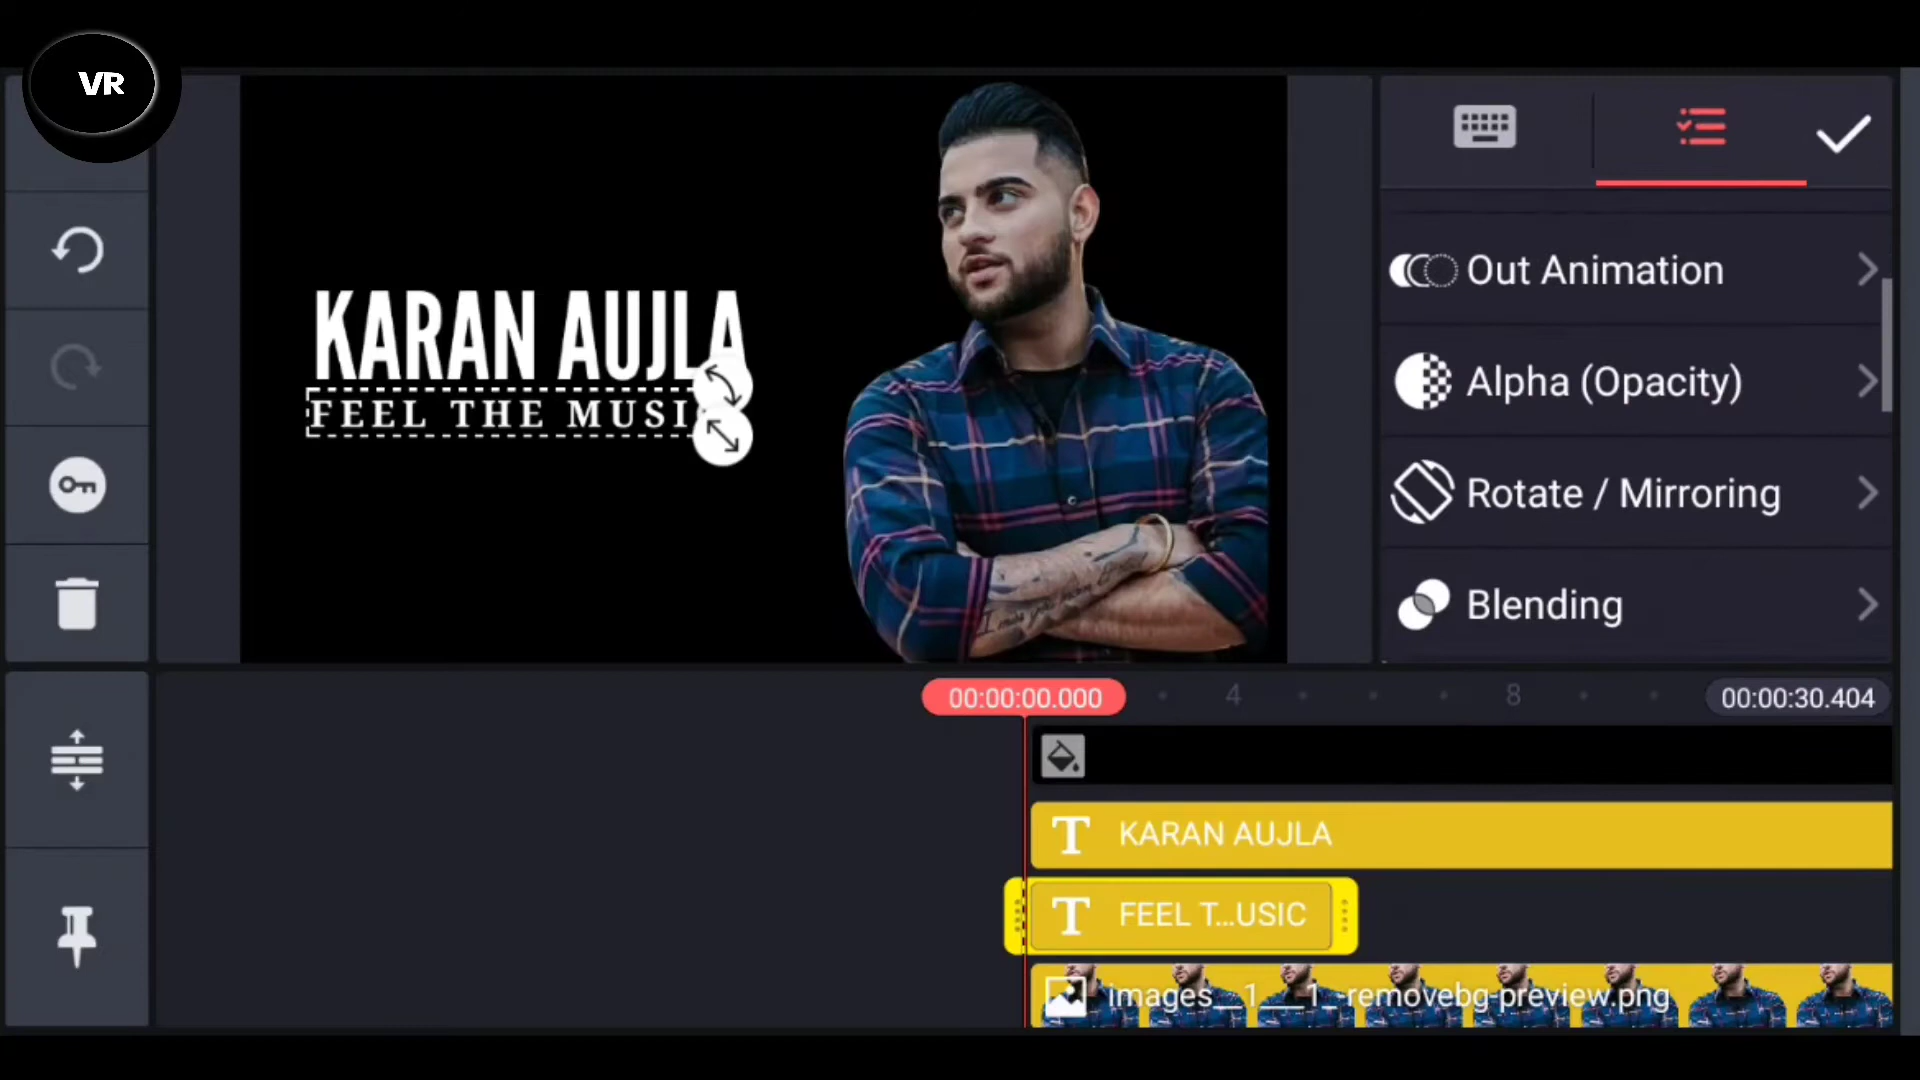 VR
KARAN AUJLA
FEEL THE MUSI
Out Animation
Alpha (Opacity)
Rotate / Mirroring
Blending
00:00:00.000
4
8
00:00:30.404
KARAN AUJLA
FEEL T...USIC
images__1___1_-removebg-preview.png